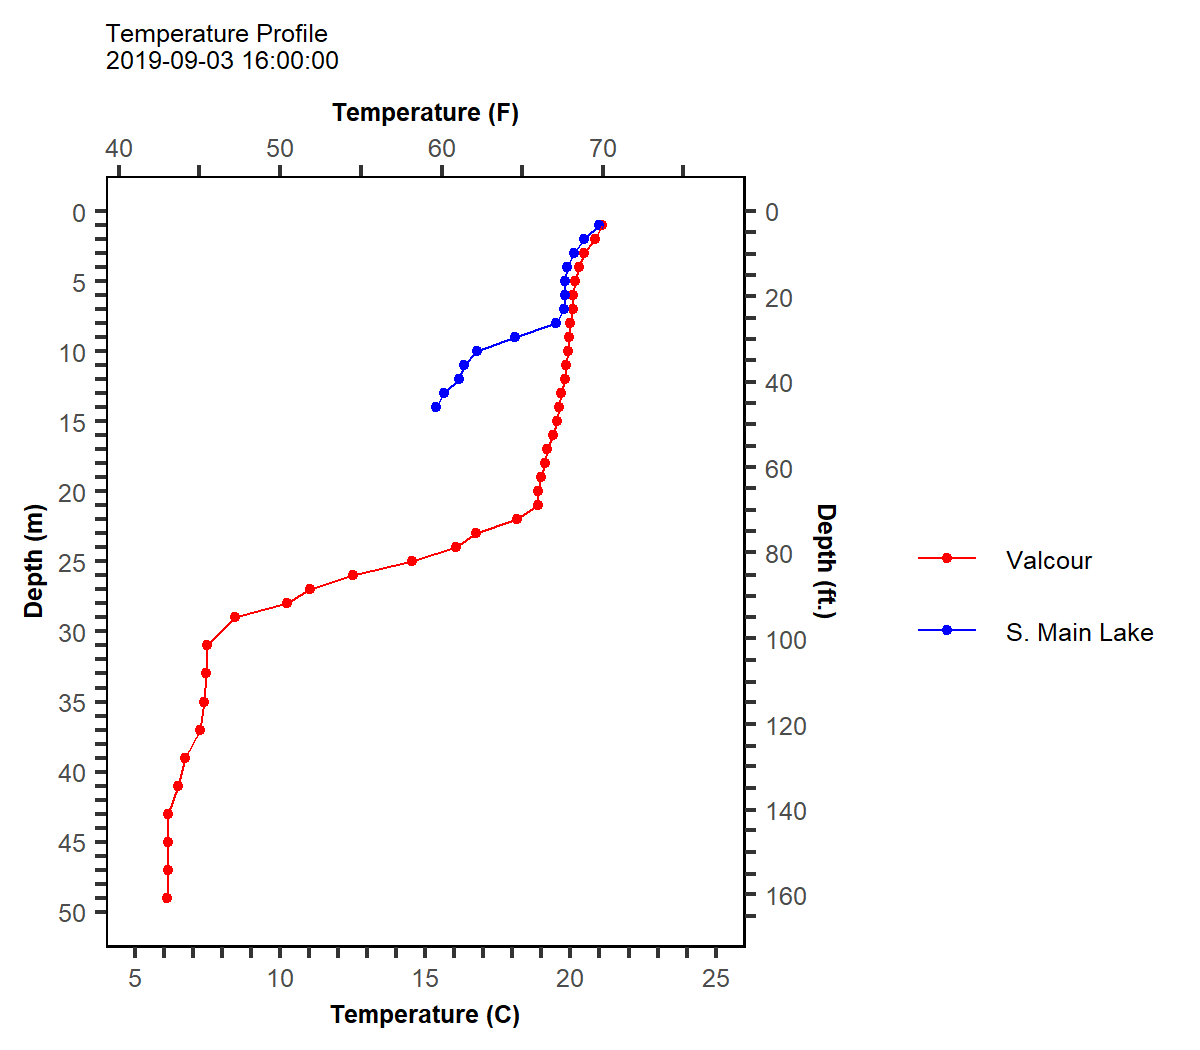 Temperature Profile
2019-09-03 16:00:00
Temperature (F)
40 50 60 70
0
5
10
15
20
25
30
35
40
45
50
Depth (m)
0
20
40
60
80
100
120
140
160
Depth (ft.)
5 10 15 20 25
Temperature (C)
Valcour
S. Main Lake